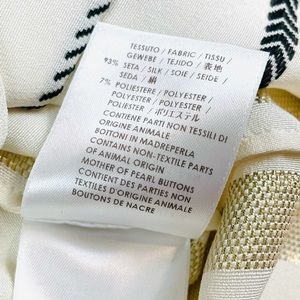 TESSUTO / FABRIC / TISSU /
GEWEBE / TEJIDO / 表地
93% SETA / SILK / SOIE / SEIDE /
SEDA / 絹
7% POLIESTERE / POLYESTER /
POLYESTER / POLYESTER /
POLIÉSTER / ポリエステル
CONTIENE PARTI NON TESSILI DI
ORIGINE ANIMALE
BOTTONI IN MADREPERLA
CONTAINS NON-TEXTILE PARTS
OF ANIMAL ORIGIN
MOTHER OF PEARL BUTTONS
CONTIENT DES PARTIES NON
TEXTILES D'ORIGINE ANIMALE
BOUTONS DE NACRE